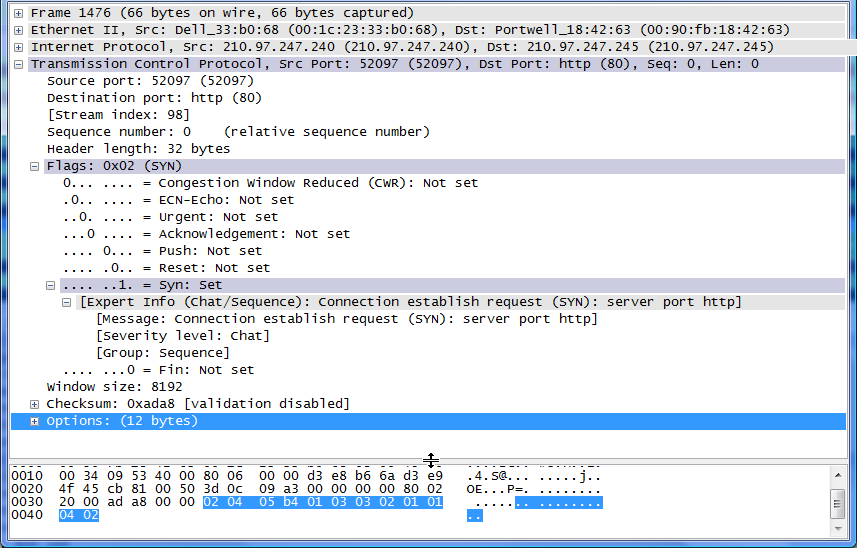 Frame 1476 (66 bytes on wire, 66 bytes captured)
Ethernet II, Src: Dell_33:b0:68 (00:1c:23:33:b0:68), Dst: Portwell_18:42:63 (00:90:fb:18:42:63)
Internet Protocol, Src: 210.97.247.240 (210.97.247.240), Dst: 210.97.247.245 (210.97.247.245)
Transmission Control Protocol, Src Port: 52097 (52097), Dst Port: http (80), Seq: 0, Len: 0
Source port: 52097 (52097)
Destination port: http (80)
[Stream index: 98]
Sequence number: 0    (relative sequence number)
Header length: 32 bytes
Flags: 0x02 (SYN)
0... .... = Congestion Window Reduced (CWR): Not set
.0.. .... = ECN-Echo: Not set
..0. .... = Urgent: Not set
...0 .... = Acknowledgement: Not set
.... 0... = Push: Not set
.... .0.. = Reset: Not set
.... ..1. = Syn: Set
[Expert Info (Chat/Sequence): Connection establish request (SYN): server port http]
[Message: Connection establish request (SYN): server port http]
[Severity level: Chat]
[Group: Sequence]
.... ...0 = Fin: Not set
Window size: 8192
Checksum: 0xada8 [validation disabled]
Options: (12 bytes)
0010 00 34 09 53 40 00 80 06 00 00 d3 e8 b6 6a d3 e9 .4.S@... .....j..
0020 4f 45 cb 81 00 50 3d 0c 09 a3 00 00 00 00 80 02 OE...P=. ........
0030 20 00 ad a8 00 00 02 04 05 b4 01 03 03 02 01 01 ....... ........
0040 04 02 ..